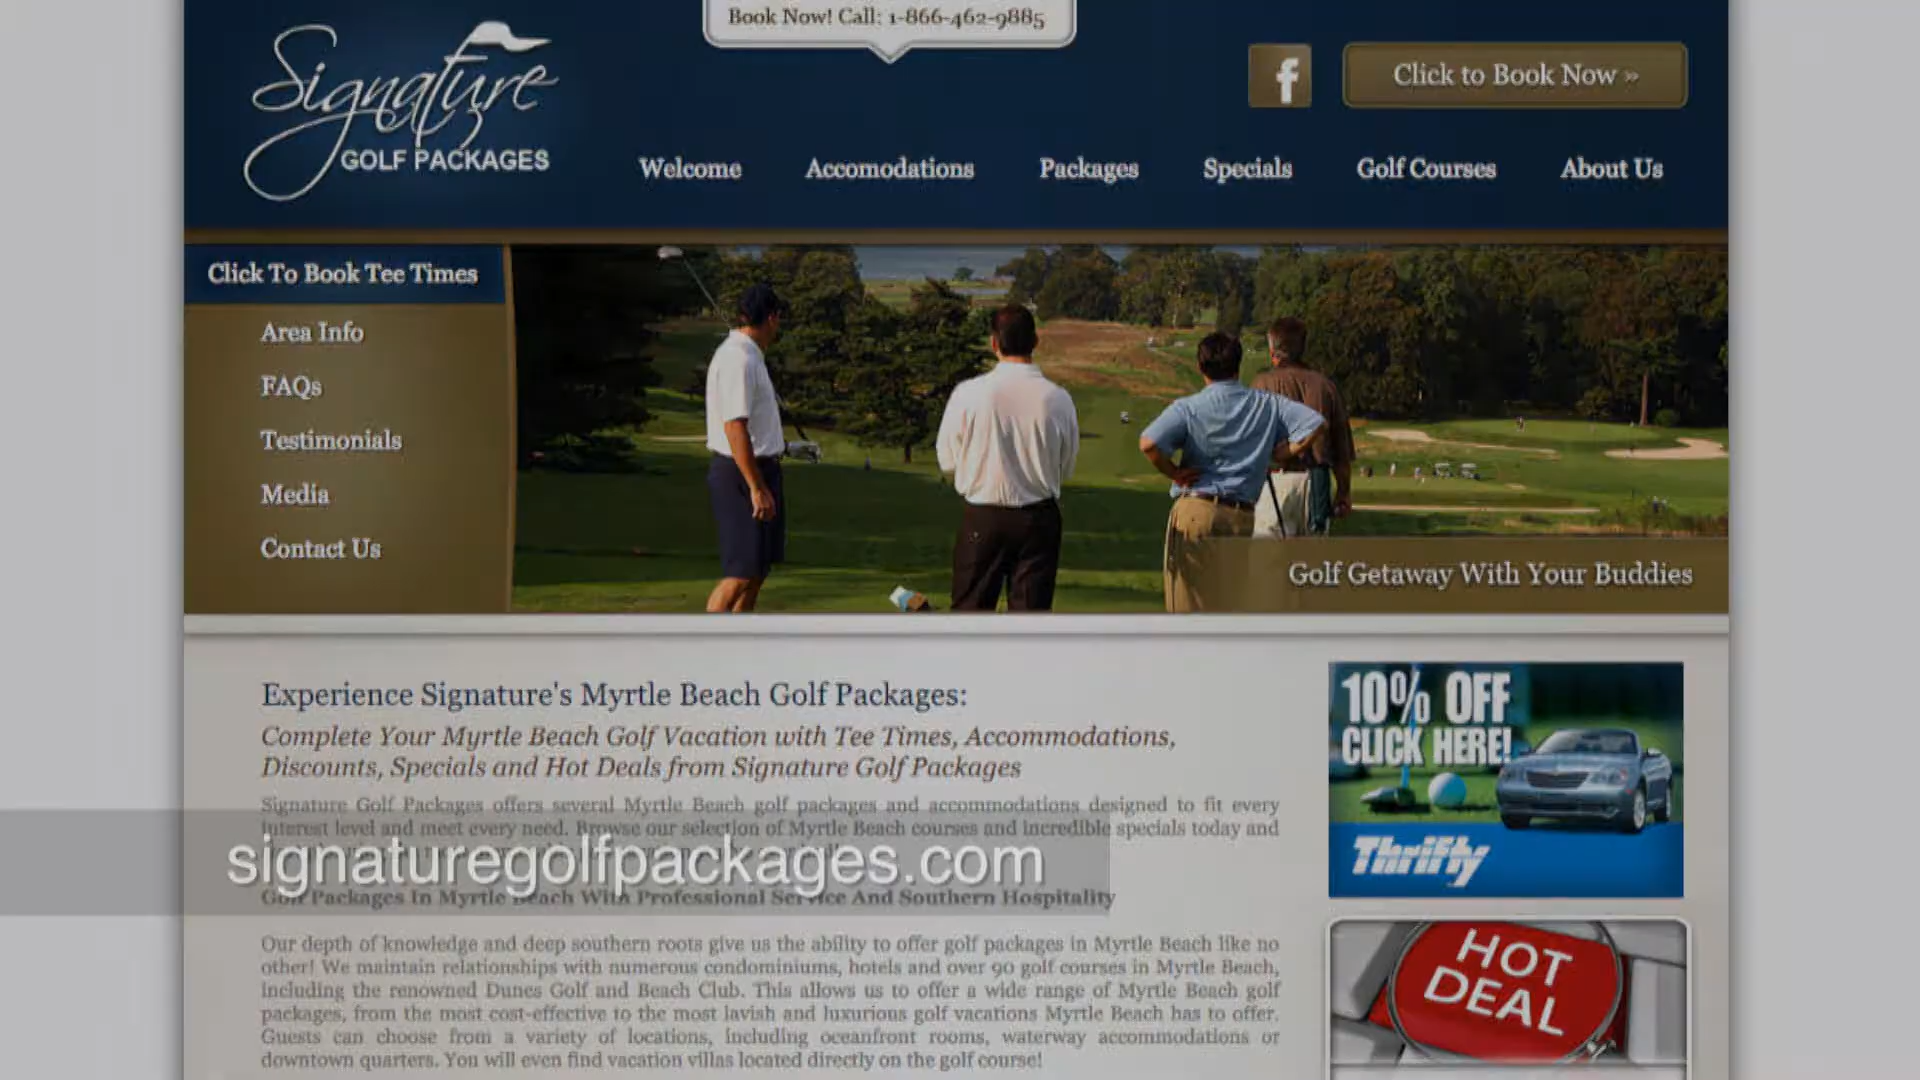 Book Now! Call: 1-866-462-9885
Signature
GOLF PACKAGES
f
Click to Book Now »
Welcome
Accomodations
Packages
Specials
Golf Courses
About Us
Click To Book Tee Times
Area Info
FAQs
Testimonials
Media
Contact Us
Golf Getaway With Your Buddies
Experience Signature's Myrtle Beach Golf Packages:
Complete Your Myrtle Beach Golf Vacation with Tee Times, Accommodations,
Discounts, Specials and Hot Deals from Signature Golf Packages
Signature Golf Packages offers several Myrtle Beach golf packages and accommodations designed to fit every
interest level and meet every need. Browse our selection of Myrtle Beach courses and incredible specials today and
signaturegolfpackages.com
Golf Packages In Myrtle Beach With Professional Service And Southern Hospitality
Our depth of knowledge and deep southern roots give us the ability to offer golf packages in Myrtle Beach like no
other! We maintain relationships with numerous condominiums, hotels and over 90 golf courses in Myrtle Beach,
including the renowned Dunes Golf and Beach Club. This allows us to offer a wide range of Myrtle Beach golf
packages, from the most cost-effective to the most lavish and luxurious golf vacations Myrtle Beach has to offer.
Guests can choose from a variety of locations, including oceanfront rooms, waterway accommodations or
downtown quarters. You will even find vacation villas located directly on the golf course!
10% OFF
CLICK HERE!
Thrifty
HOT
DEAL